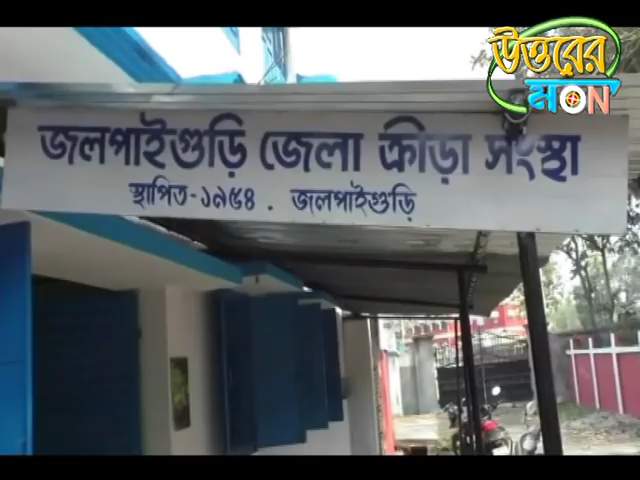 উত্তরের
মন
জলপাইগুড়ি জেলা ক্রীড়া সংস্থা
স্থাপিত-১৯৫৪ . জলপাইগুড়ি